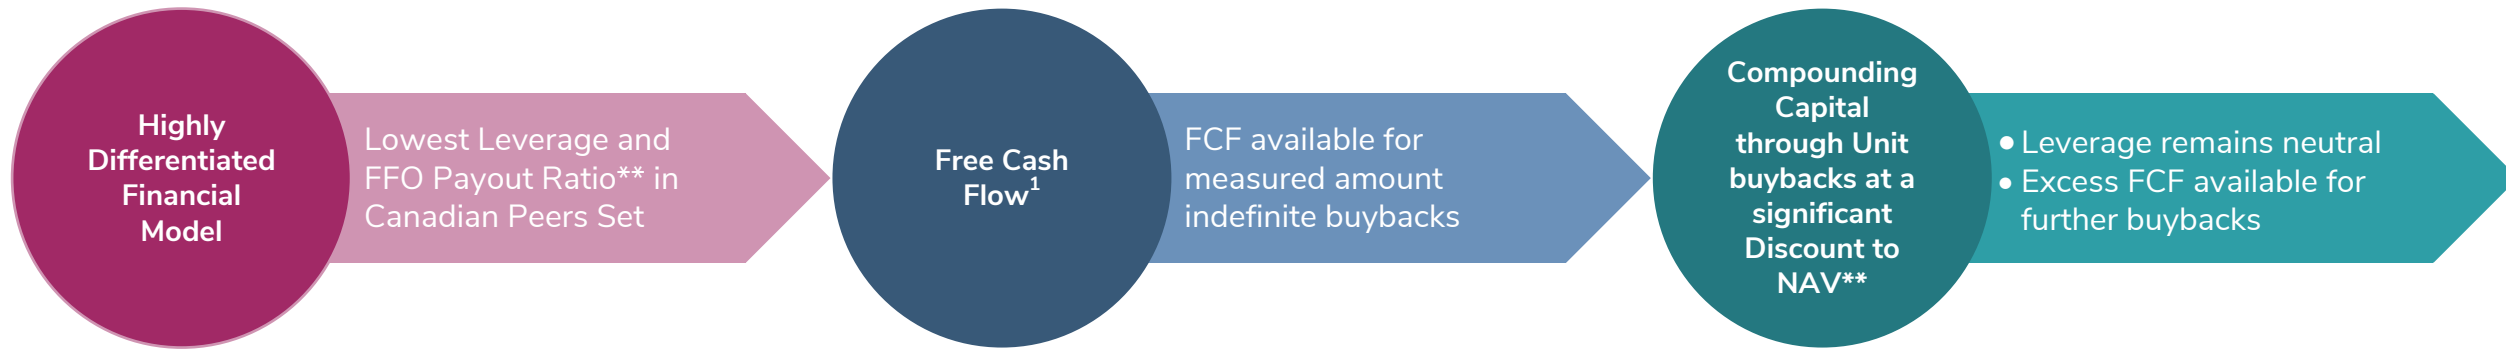 Highly
Differentiated
Financial
Model
Lowest Leverage and
FFO Payout Ratio** in
Canadian Peers Set
Free Cash
Flow¹
FCF available for
measured amount
indefinite buybacks
Compounding
Capital
through Unit
buybacks at a
significant
Discount to
NAV**
● Leverage remains neutral
● Excess FCF available for
further buybacks